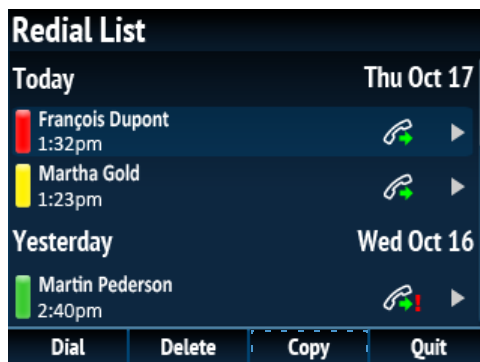 Redial List
Today Thu Oct 17
François Dupont
1:32pm
Martha Gold
1:23pm
Yesterday Wed Oct 16
Martin Pederson
2:40pm
Dial Delete Copy Quit